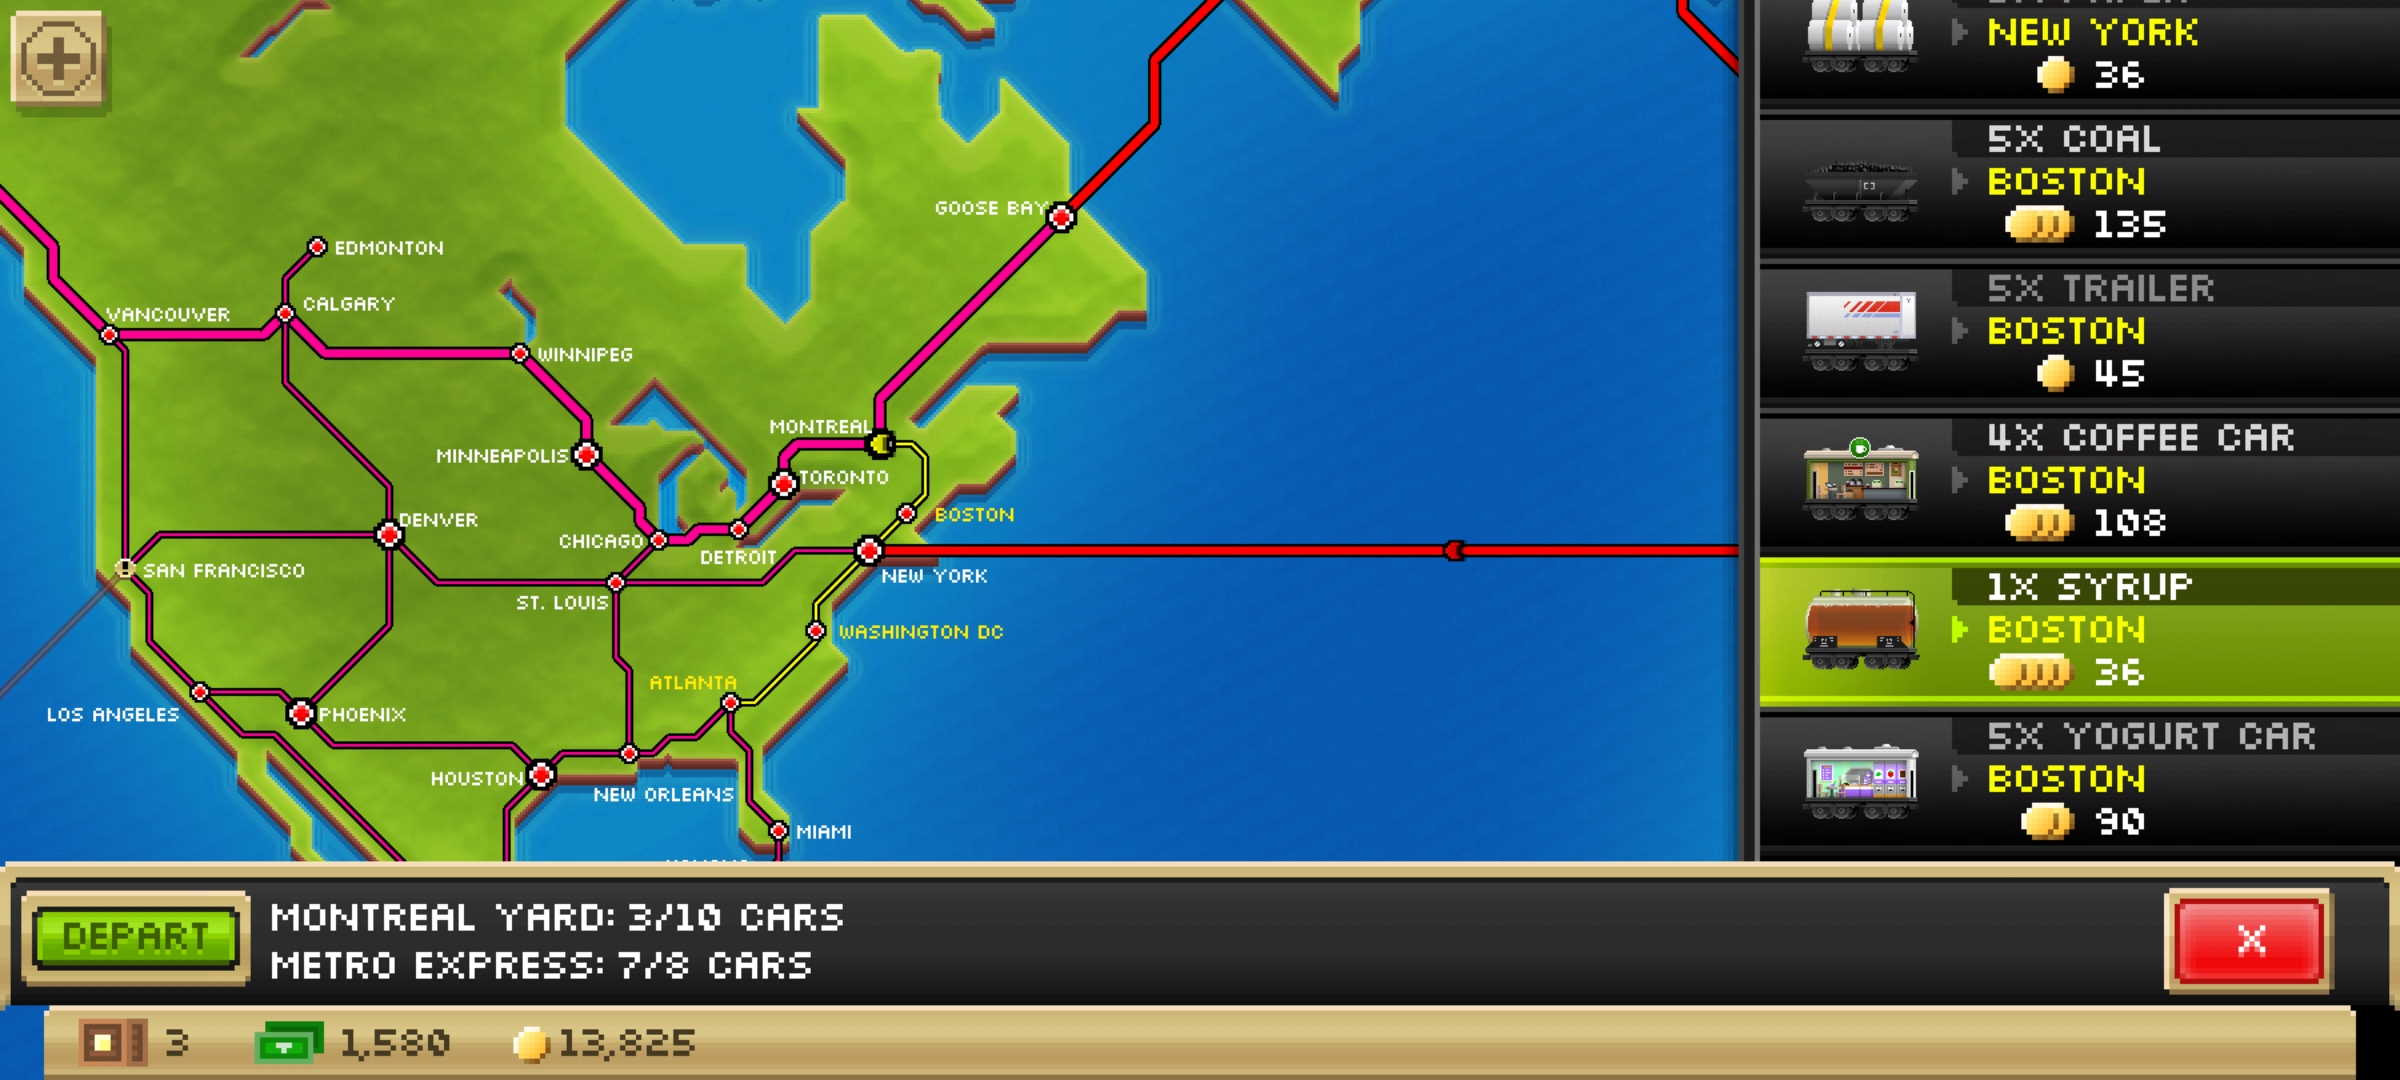 NEW YORK
36
5X COAL
BOSTON
135
5X TRAILER
BOSTON
45
4X COFFEE CAR
BOSTON
108
1X SYRUP
BOSTON
36
5X YOGURT CAR
BOSTON
90
GOOSE BAY
EDMONTON
CALGARY
VANCOUVER
WINNIPEG
MONTREAL
MINNEAPOLIS
TORONTO
BOSTON
DENVER
CHICAGO
DETROIT
SAN FRANCISCO
NEW YORK
ST. LOUIS
WASHINGTON DC
ATLANTA
LOS ANGELES
PHOENIX
HOUSTON
NEW ORLEANS
MIAMI
DEPART
MONTREAL YARD: 3/10 CARS
METRO EXPRESS: 7/8 CARS
X
3
1,580
13,825